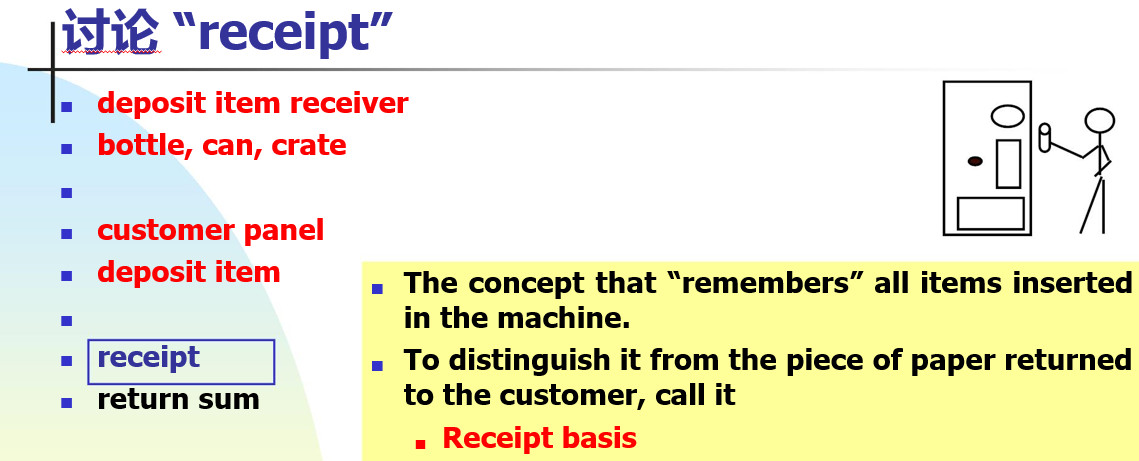 讨论 “receipt”
deposit item receiver
bottle, can, crate
customer panel
deposit item
receipt
return sum
The concept that “remembers” all items inserted
in the machine.
To distinguish it from the piece of paper returned
to the customer, call it
Receipt basis